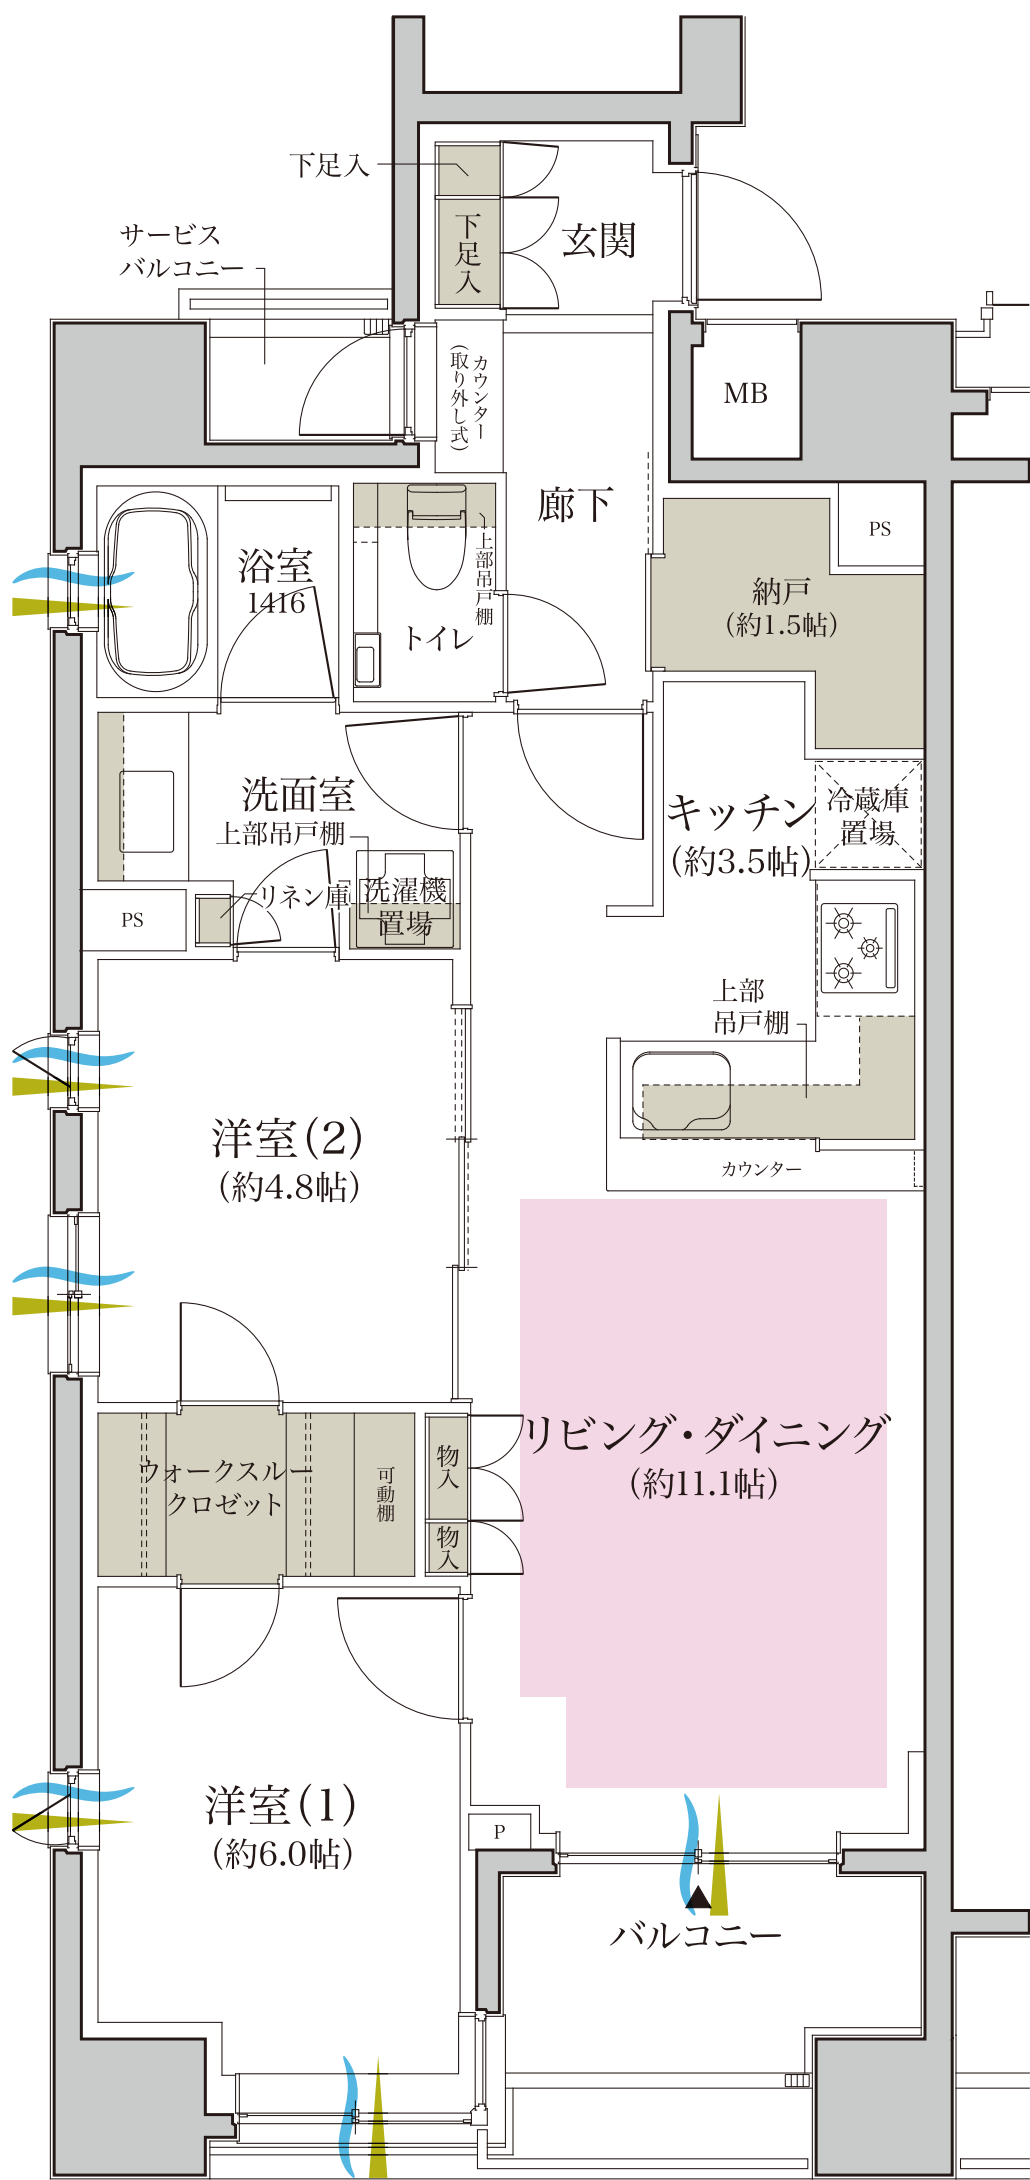 下足入
下足入
玄関
サービス
バルコニー
カウンター
(取り外し式)
MB
廊下
PS
浴室
1416
上部吊戸棚
トイレ
納戸
(約1.5帖)
洗面室
上部吊戸棚
キッチン
(約3.5帖)
冷蔵庫
置場
PS
リネン庫
洗濯機
置場
上部
吊戸棚
洋室(2)
(約4.8帖)
カウンター
リビング・ダイニング
(約11.1帖)
ウォークスルー
クロゼット
可動棚
物入
物入
洋室(1)
(約6.0帖)
P
バルコニー